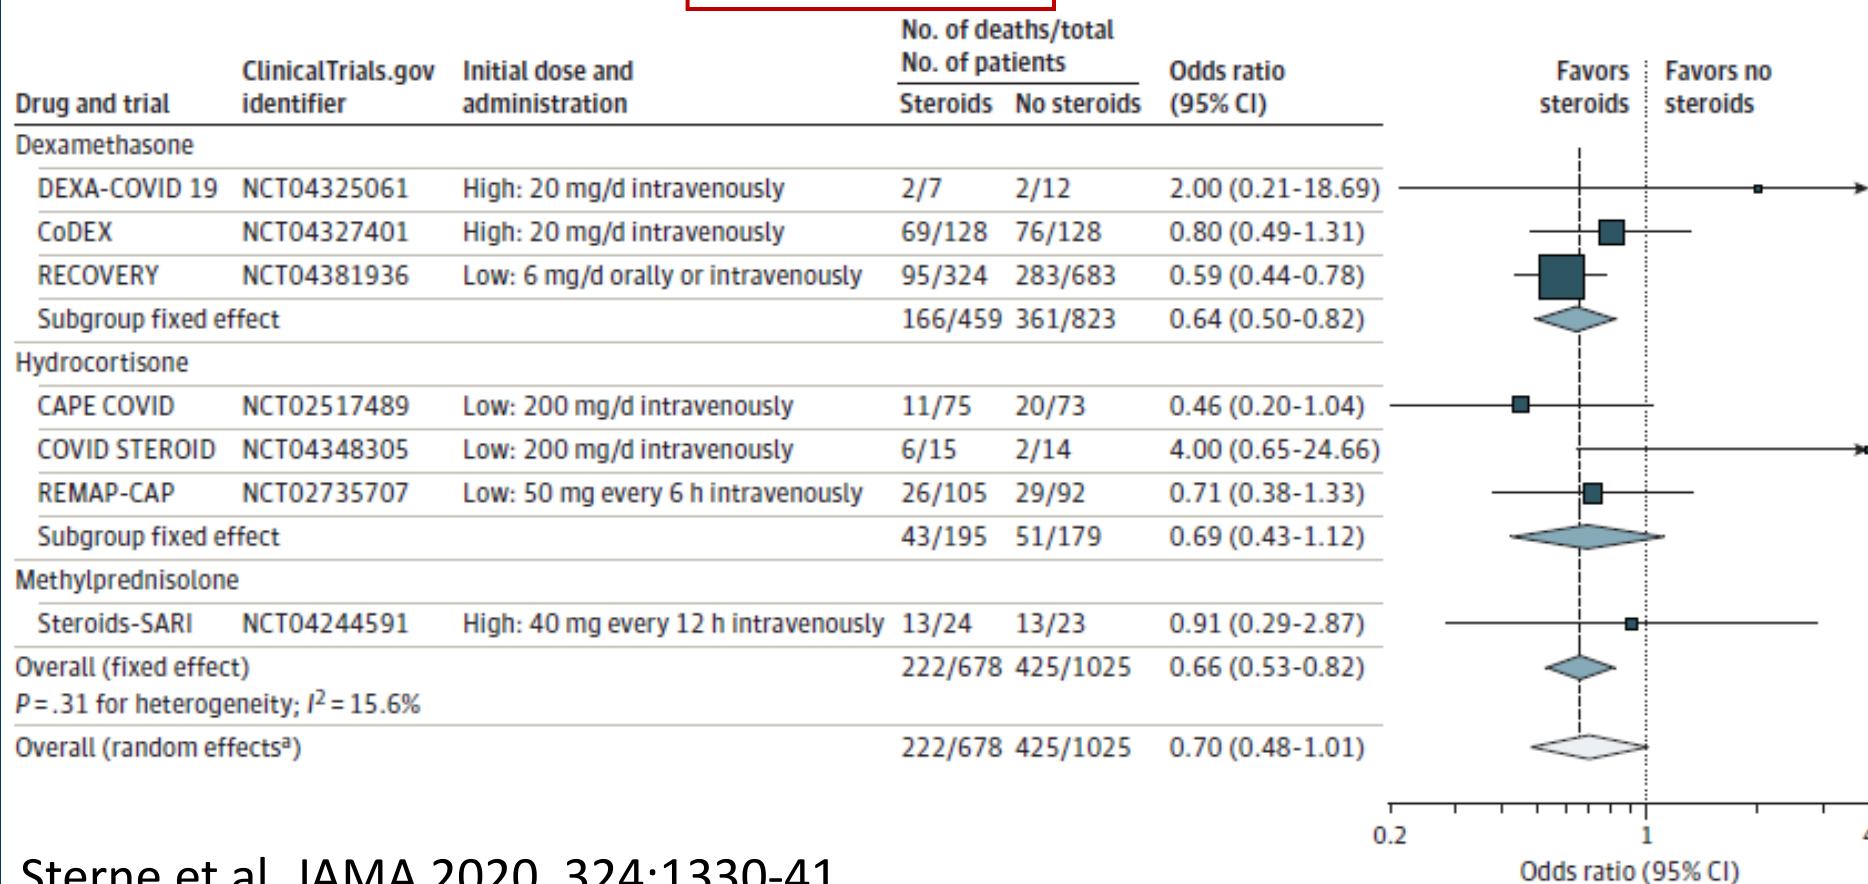 No. of deaths/total
No. of patients
ClinicalTrials.gov Initial dose and Odds ratio Favors Favors no
Drug and trial identifier administration Steroids No steroids (95% CI) steroids steroids
Dexamethasone
DEXA-COVID 19 NCT04325061 High: 20 mg/d intravenously 2/7 2/12 2.00 (0.21-18.69)
CoDEX NCT04327401 High: 20 mg/d intravenously 69/128 76/128 0.80 (0.49-1.31)
RECOVERY NCT04381936 Low: 6 mg/d orally or intravenously 95/324 283/683 0.59 (0.44-0.78)
Subgroup fixed effect 166/459 361/823 0.64 (0.50-0.82)
Hydrocortisone
CAPE COVID NCT02517489 Low: 200 mg/d intravenously 11/75 20/73 0.46 (0.20-1.04)
COVID STEROID NCT04348305 Low: 200 mg/d intravenously 6/15 2/14 4.00 (0.65-24.66)
REMAP-CAP NCT02735707 Low: 50 mg every 6 h intravenously 26/105 29/92 0.71 (0.38-1.33)
Subgroup fixed effect 43/195 51/179 0.69 (0.43-1.12)
Methylprednisolone
Steroids-SARI NCT04244591 High: 40 mg every 12 h intravenously 13/24 13/23 0.91 (0.29-2.87)
Overall (fixed effect) 222/678 425/1025 0.66 (0.53-0.82)
P = .31 for heterogeneity; I² = 15.6%
Overall (random effectsᵃ) 222/678 425/1025 0.70 (0.48-1.01)
0.2 1 4
Odds ratio (95% CI)
Sterne et al. JAMA 2020, 324:1330-41